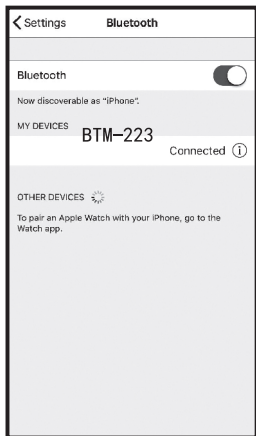 Settings Bluetooth
Bluetooth
Now discoverable as “iPhone”.
MY DEVICES
BTM-223
Connected
OTHER DEVICES
To pair an Apple Watch with your iPhone, go to the
Watch app.